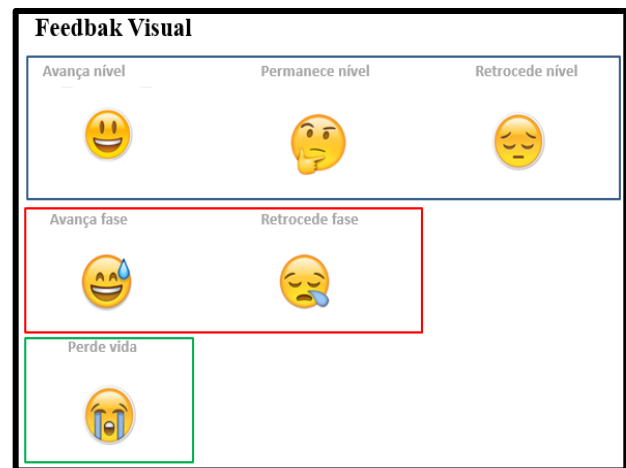 Feedbak Visual
Avança nível Permanece nível Retrocede nível
Avança fase Retrocede fase
Perde vida